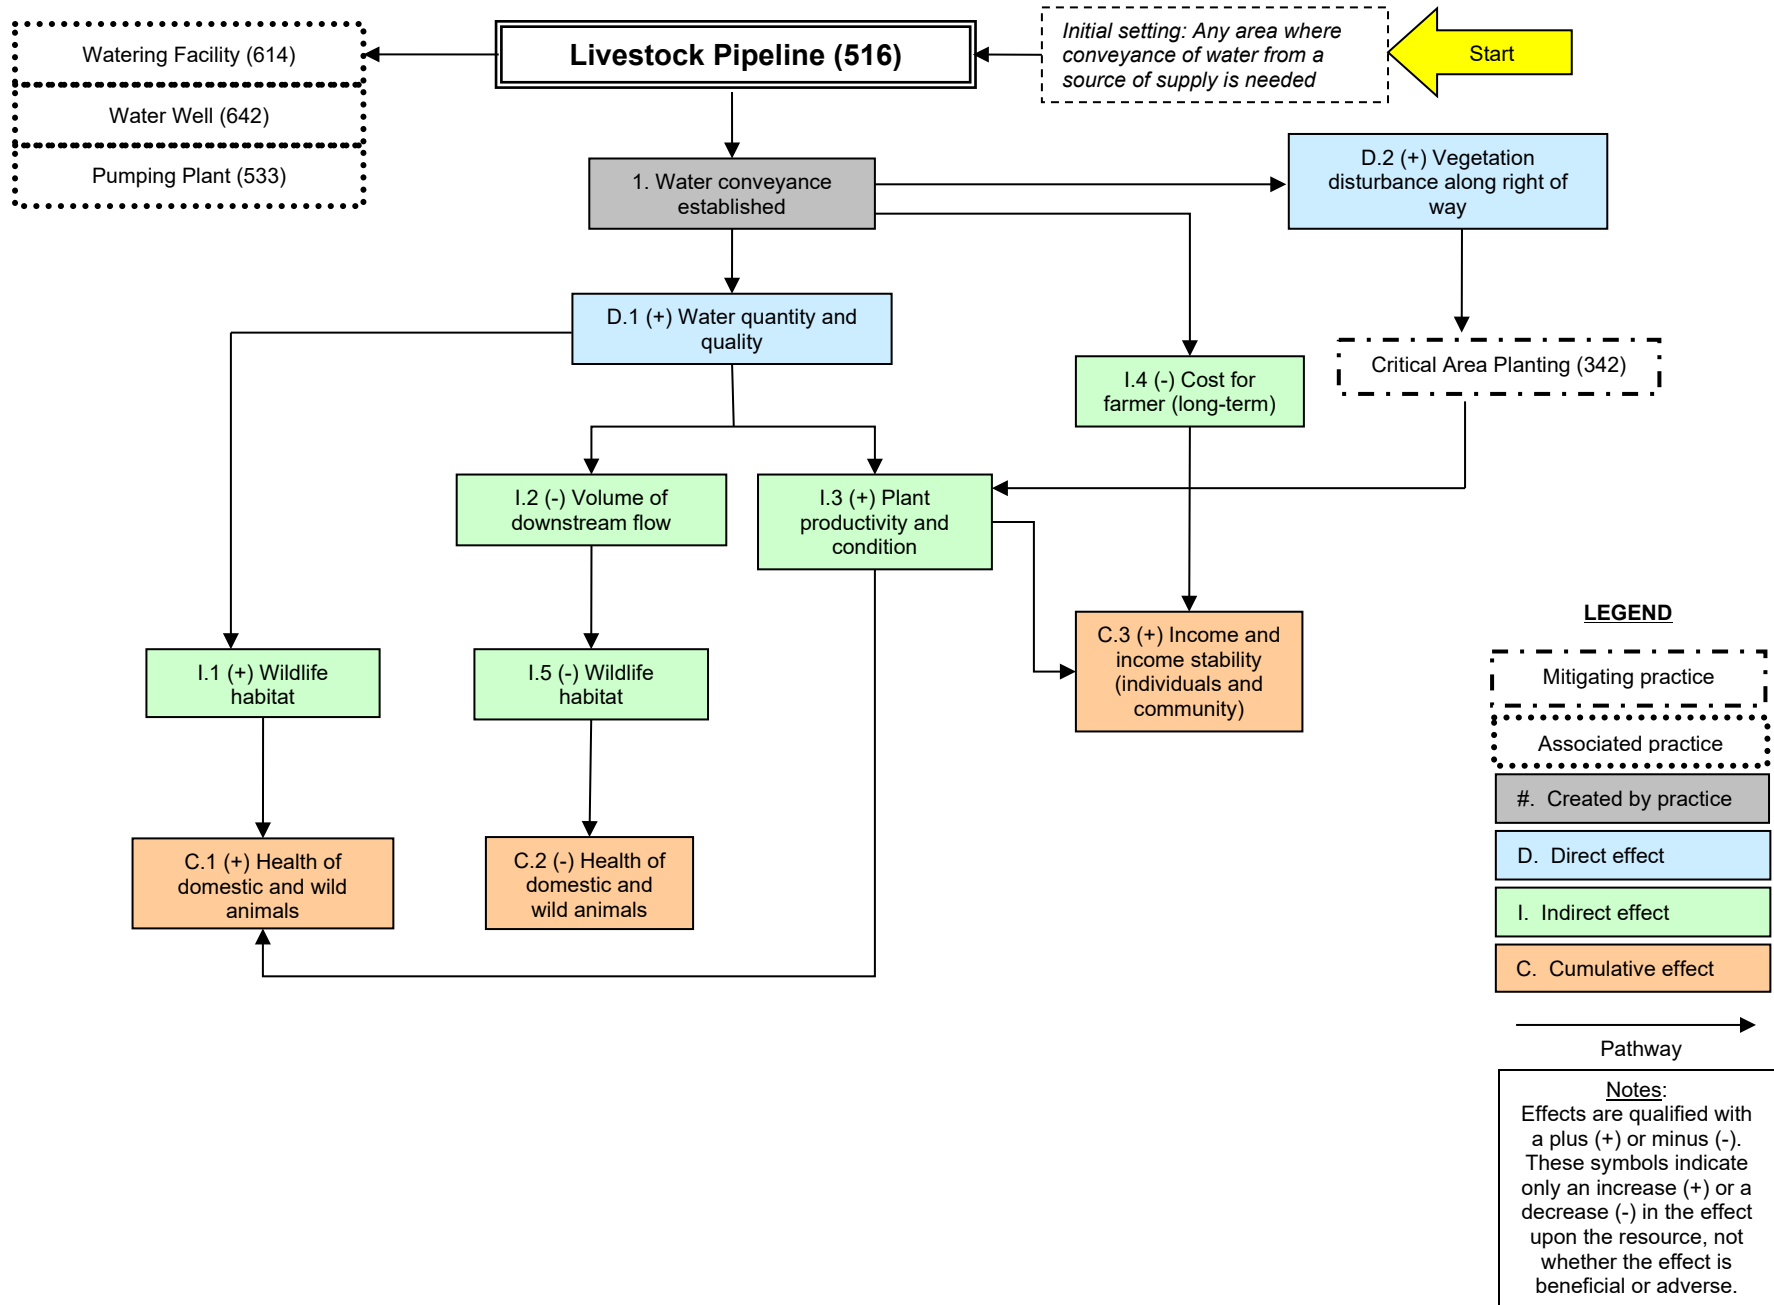 Watering Facility (614)
Water Well (642)
Pumping Plant (533)
Livestock Pipeline (516)
Initial setting: Any area where
conveyance of water from a
source of supply is needed
Start
1. Water conveyance
established
D.2 (+) Vegetation
disturbance along right of
way
D.1 (+) Water quantity and
quality
I.4 (-) Cost for
farmer (long-term)
Critical Area Planting (342)
I.2 (-) Volume of
downstream flow
I.3 (+) Plant
productivity and
condition
I.1 (+) Wildlife
habitat
I.5 (-) Wildlife
habitat
C.3 (+) Income and
income stability
(individuals and
community)
C.1 (+) Health of
domestic and wild
animals
C.2 (-) Health of
domestic and
wild animals
LEGEND
Mitigating practice
Associated practice
#. Created by practice
D. Direct effect
I. Indirect effect
C. Cumulative effect
Pathway
Notes:
Effects are qualified with
a plus (+) or minus (-).
These symbols indicate
only an increase (+) or a
decrease (-) in the effect
upon the resource, not
whether the effect is
beneficial or adverse.